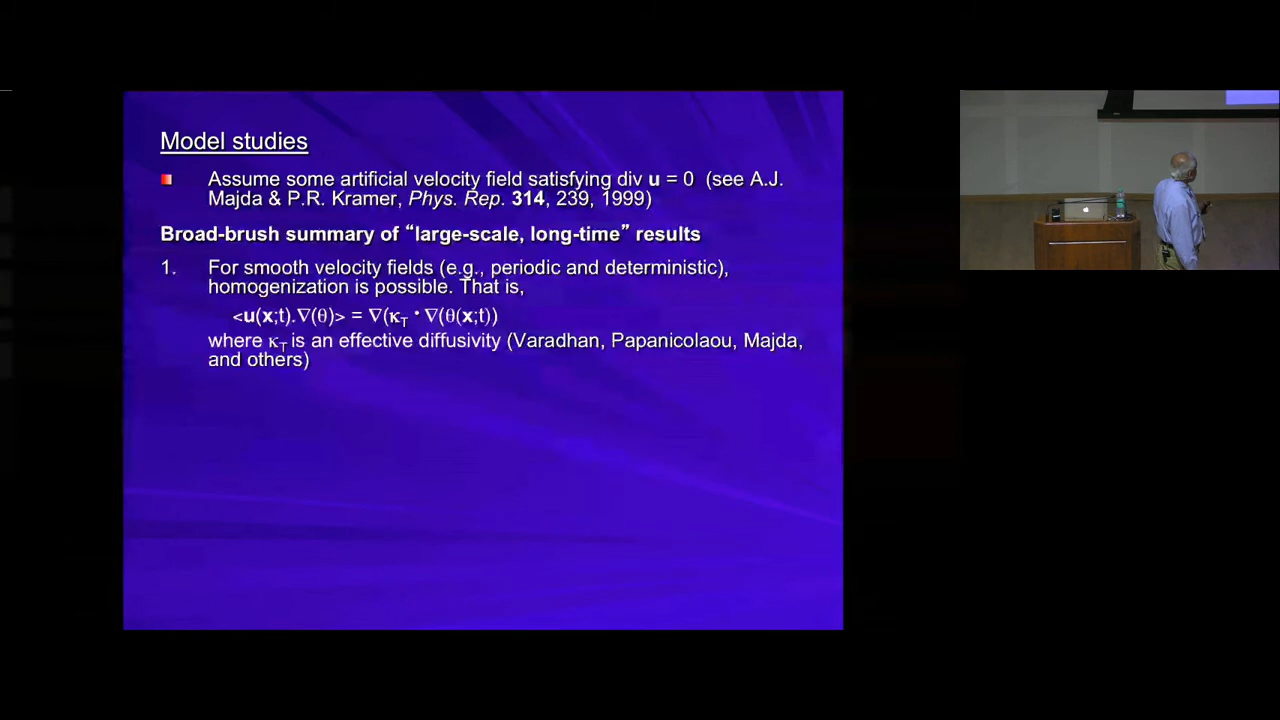 Model studies
Assume some artificial velocity field satisfying div u = 0 (see A.J.
Majda & P.R. Kramer, Phys. Rep. 314, 239, 1999)
Broad-brush summary of “large-scale, long-time” results
1. For smooth velocity fields (e.g., periodic and deterministic),
homogenization is possible. That is,
<u(x;t).∇(θ)> = ∇(κT • ∇(θ(x;t))
where κT is an effective diffusivity (Varadhan, Papanicolaou, Majda,
and others)